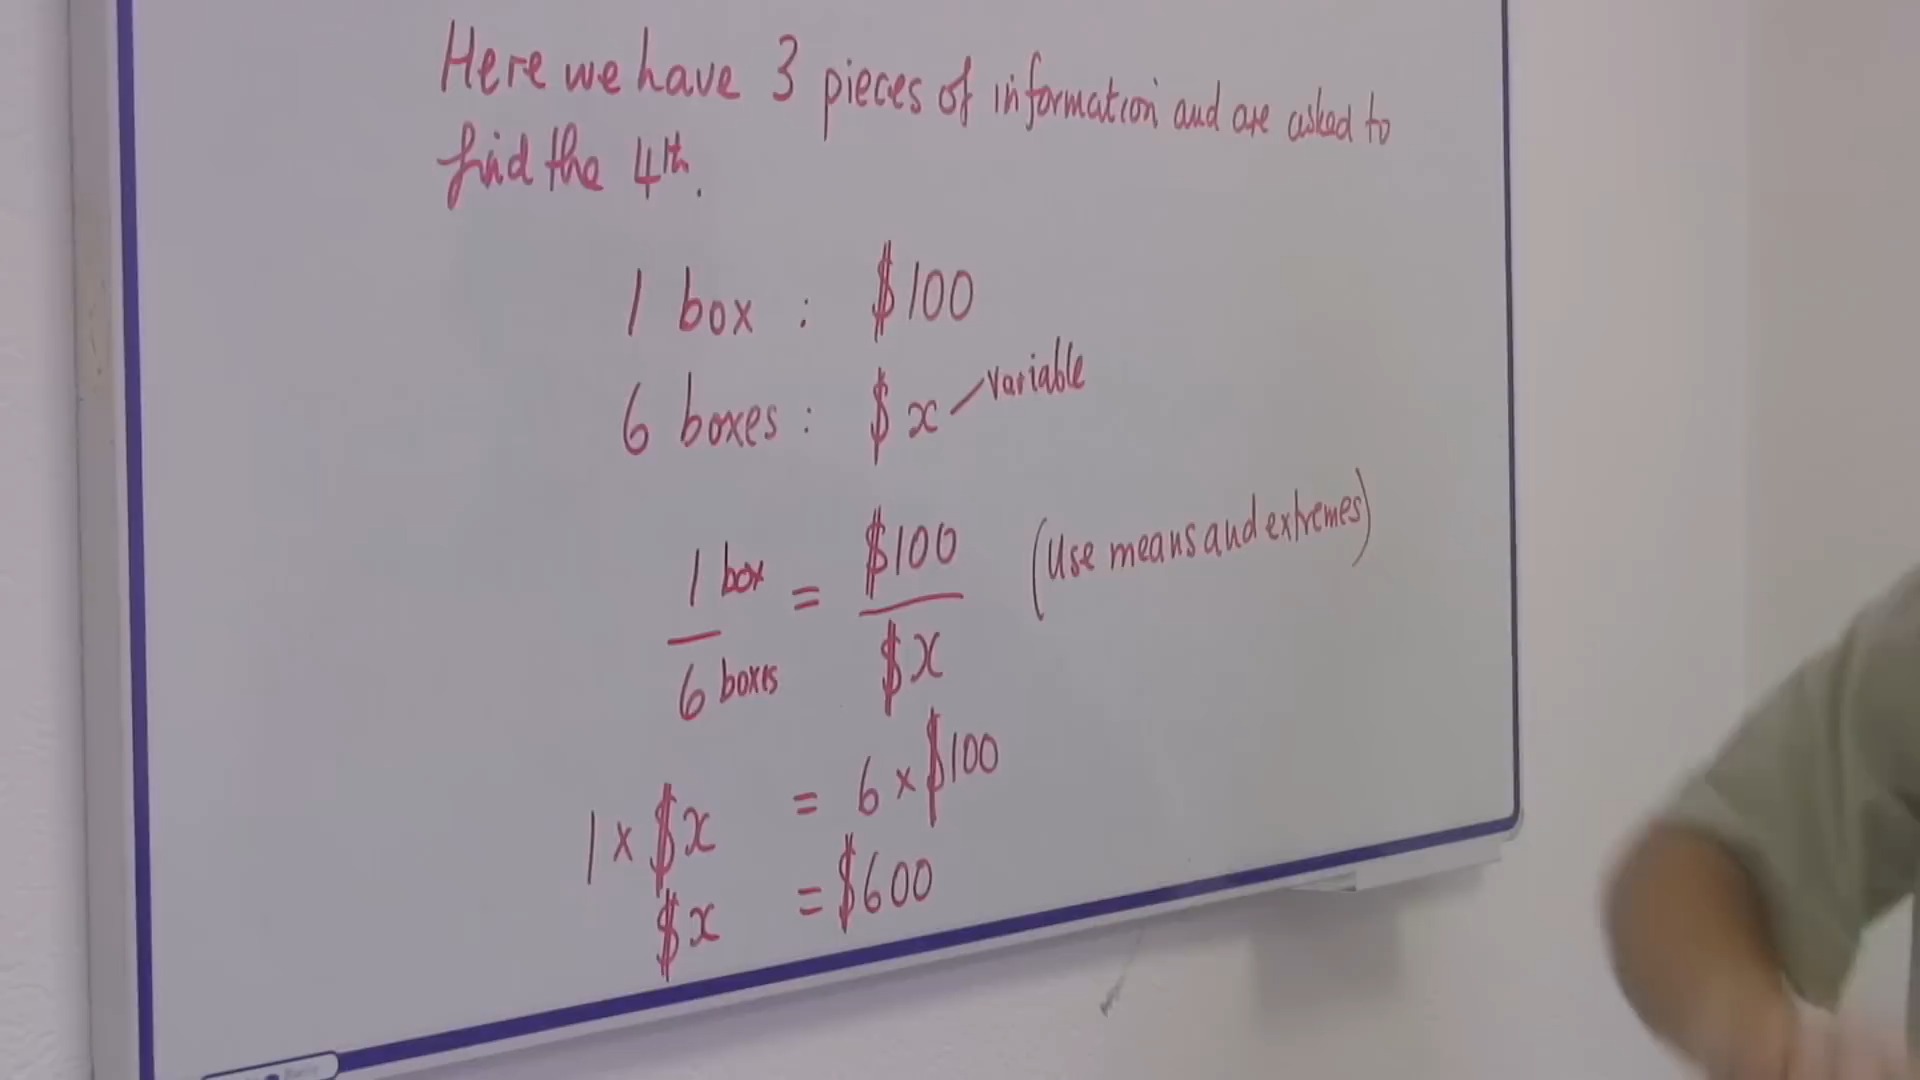 Here we have 3 pieces of information and are asked to
find the 4th.
1 box : $100
6 boxes : $x variable
1 box / 6 boxes = $100 / $x (Use means and extremes)
1 × $x = 6 × $100
$x = $600